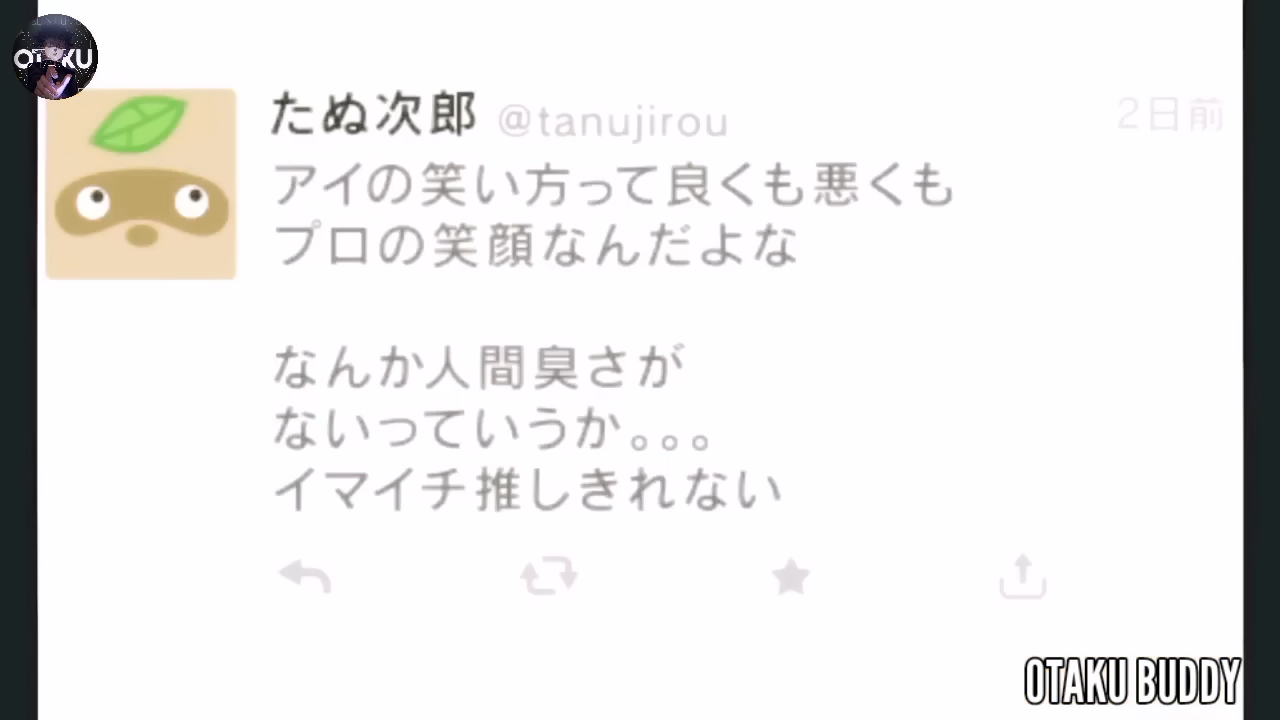 OTAKU
たぬ次郎 @tanujirou 2日前
アイの笑い方って良くも悪くも
プロの笑顔なんだよな
なんか人間臭さが
ないっていうか。。。
イマイチ推しきれない
OTAKU BUDDY